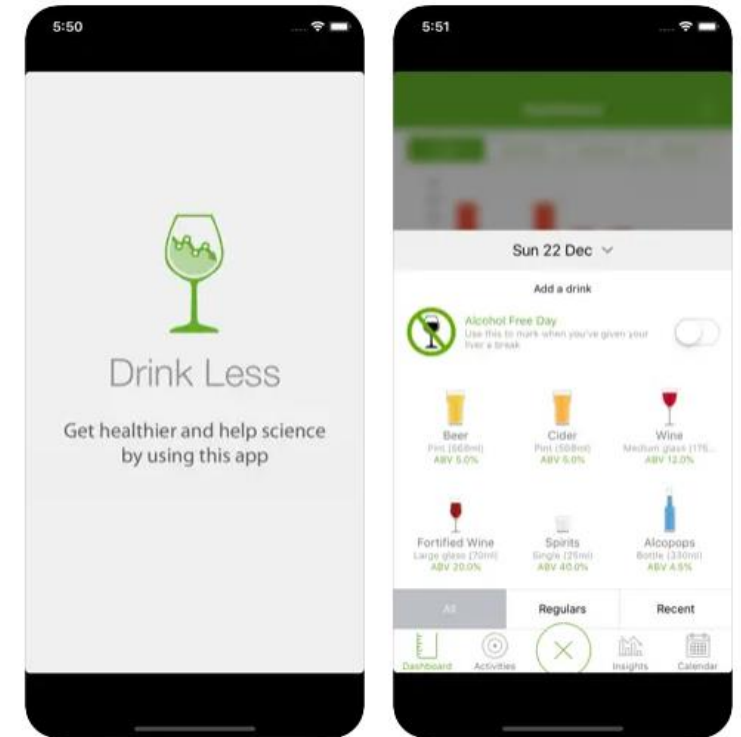 5:50
Drink Less
Get healthier and help science
by using this app
5:51
Sun 22 Dec
Add a drink
Alcohol Free Day
Use this to mark when you've given your
liver a break
Beer
Pint (568ml)
ABV 5.0%
Cider
Pint (568ml)
ABV 5.0%
Wine
Medium glass (175...
ABV 12.0%
Fortified Wine
Large glass (70ml)
ABV 20.0%
Spirits
Single (25ml)
ABV 40.0%
Alcopops
Bottle (330ml)
ABV 4.5%
All
Regulars
Recent
Dashboard
Activities
Insights
Calendar